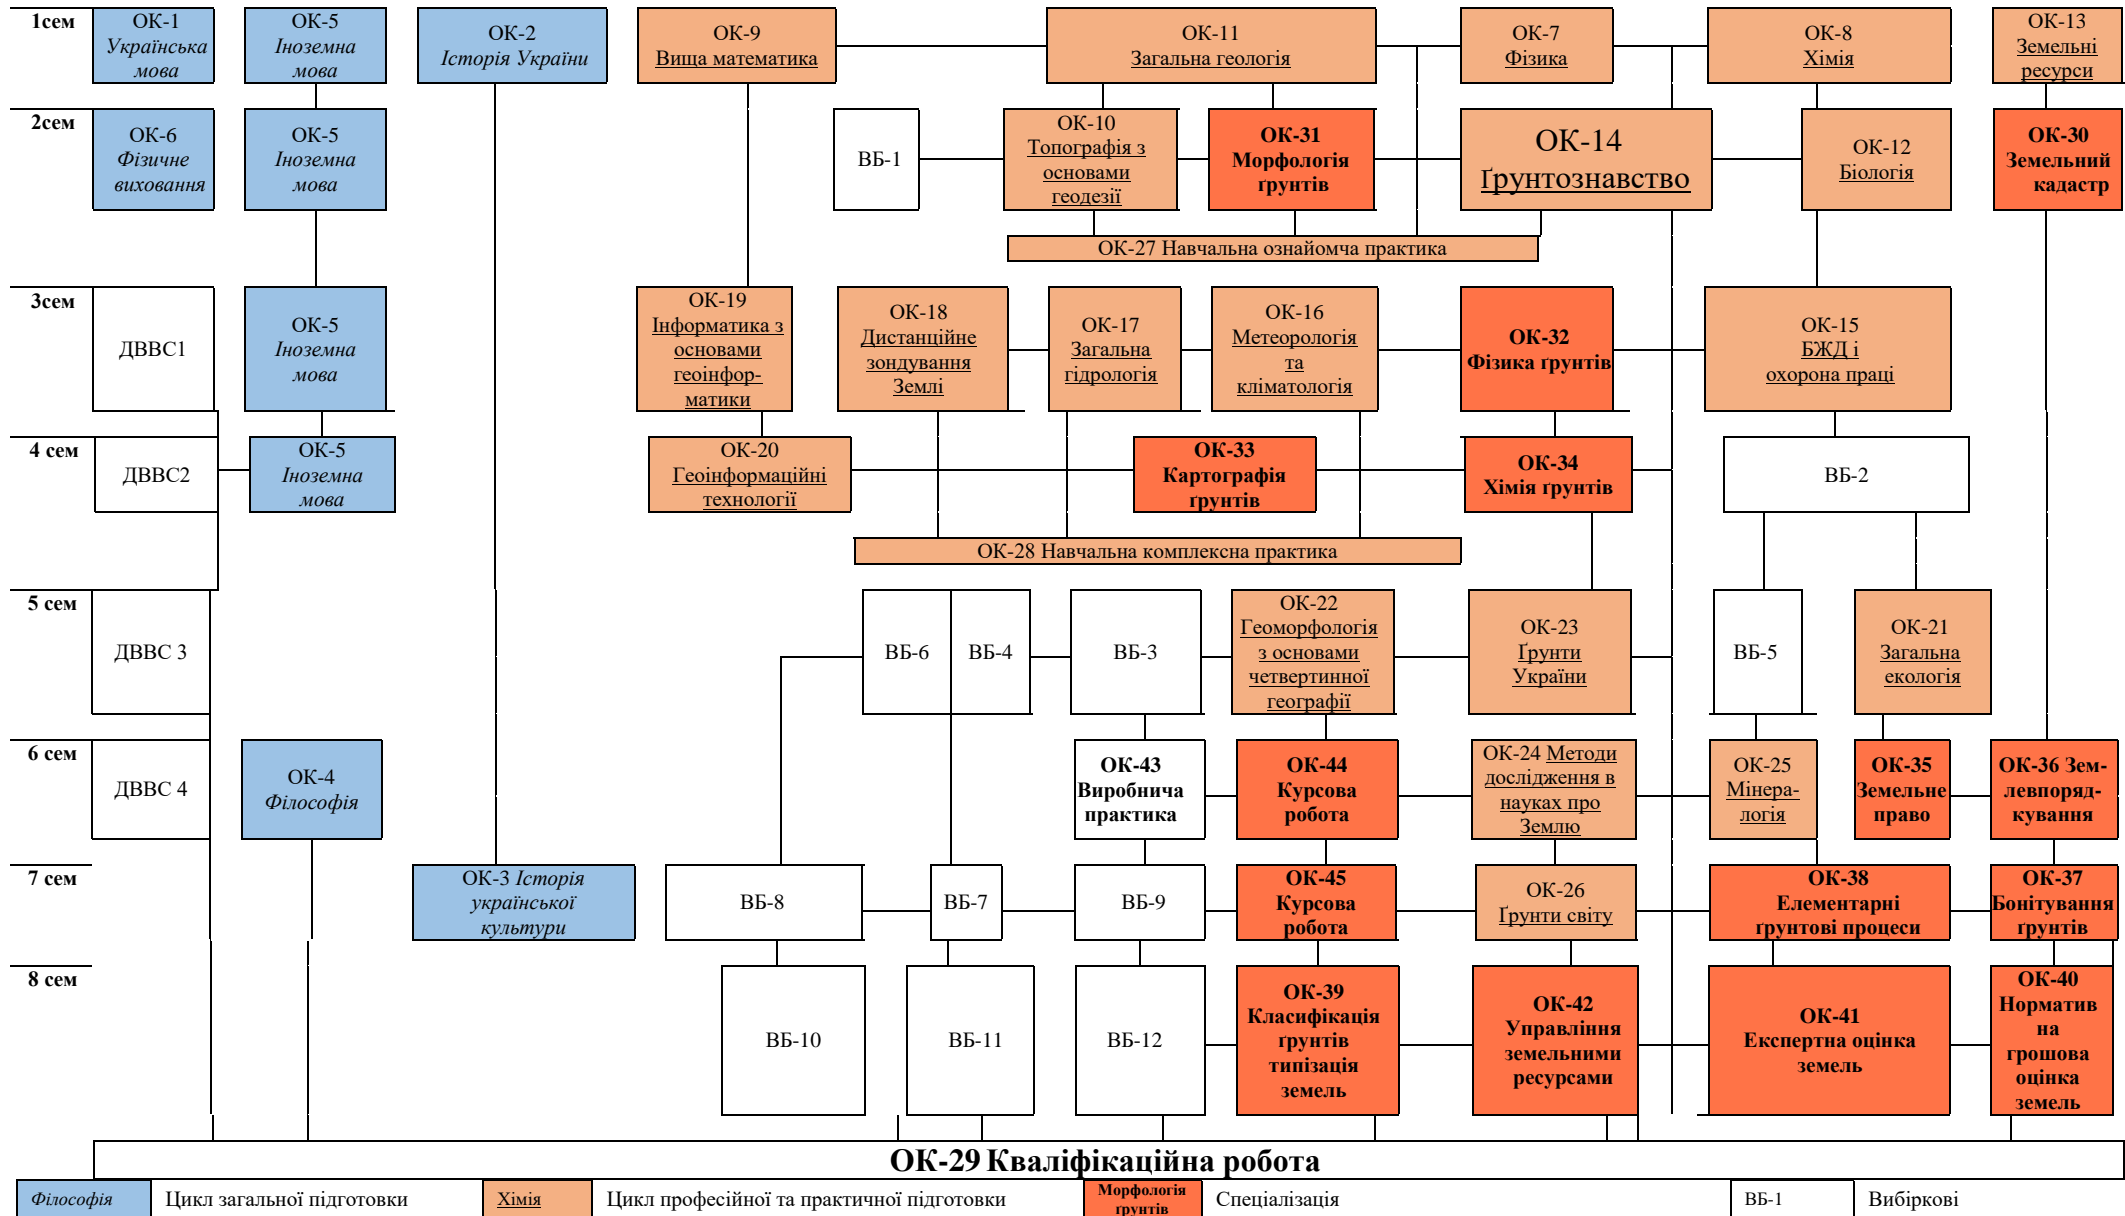 1сем
ОК-1
Українська
мова
ОК-5
Іноземна
мова
ОК-2
Історія України
ОК-9
Вища математика
ОК-11
Загальна геологія
ОК-7
Фізика
ОК-8
Хімія
ОК-13
Земельні
ресурси
2сем
ОК-6
Фізичне
виховання
ОК-5
Іноземна
мова
ВБ-1
ОК-10
Топографія з
основами
геодезії
ОК-31
Морфологія
ґрунтів
ОК-14
Ґрунтознавство
ОК-12
Біологія
ОК-30
Земельний
кадастр
ОК-27 Навчальна ознайомча практика
3сем
ДВВС1
ОК-5
Іноземна
мова
ОК-19
Інформатика з
основами
геоінфор-
матики
ОК-18
Дистанційне
зондування
Землі
ОК-17
Загальна
гідрологія
ОК-16
Метеорологія
та
кліматологія
ОК-32
Фізика ґрунтів
ОК-15
БЖД і
охорона праці
4 сем
ДВВС2
ОК-5
Іноземна
мова
ОК-20
Геоінформаційні
технології
ОК-33
Картографія
ґрунтів
ОК-34
Хімія ґрунтів
ВБ-2
ОК-28 Навчальна комплексна практика
5 сем
ДВВС 3
ВБ-6
ВБ-4
ВБ-3
ОК-22
Геоморфологія
з основами
четвертинної
географії
ОК-23
Ґрунти
України
ВБ-5
ОК-21
Загальна
екологія
6 сем
ДВВС 4
ОК-4
Філософія
ОК-43
Виробнича
практика
ОК-44
Курсова
робота
ОК-24 Методи
дослідження в
науках про
Землю
ОК-25
Мінера-
логія
ОК-35
Земельне
право
ОК-36 Зем-
левпоряд-
кування
7 сем
ОК-3 Історія
української
культури
ВБ-8
ВБ-7
ВБ-9
ОК-45
Курсова
робота
ОК-26
Ґрунти світу
ОК-38
Елементарні
ґрунтові процеси
ОК-37
Бонітування
ґрунтів
8 сем
ВБ-10
ВБ-11
ВБ-12
ОК-39
Класифікація
ґрунтів
типізація
земель
ОК-42
Управління
земельними
ресурсами
ОК-41
Експертна оцінка
земель
ОК-40
Норматив
на
грошова
оцінка
земель
ОК-29 Кваліфікаційна робота
Філософія
Цикл загальної підготовки
Хімія
Цикл професійної та практичної підготовки
Морфологія
ґрунтів
Спеціалізація
ВБ-1
Вибіркові